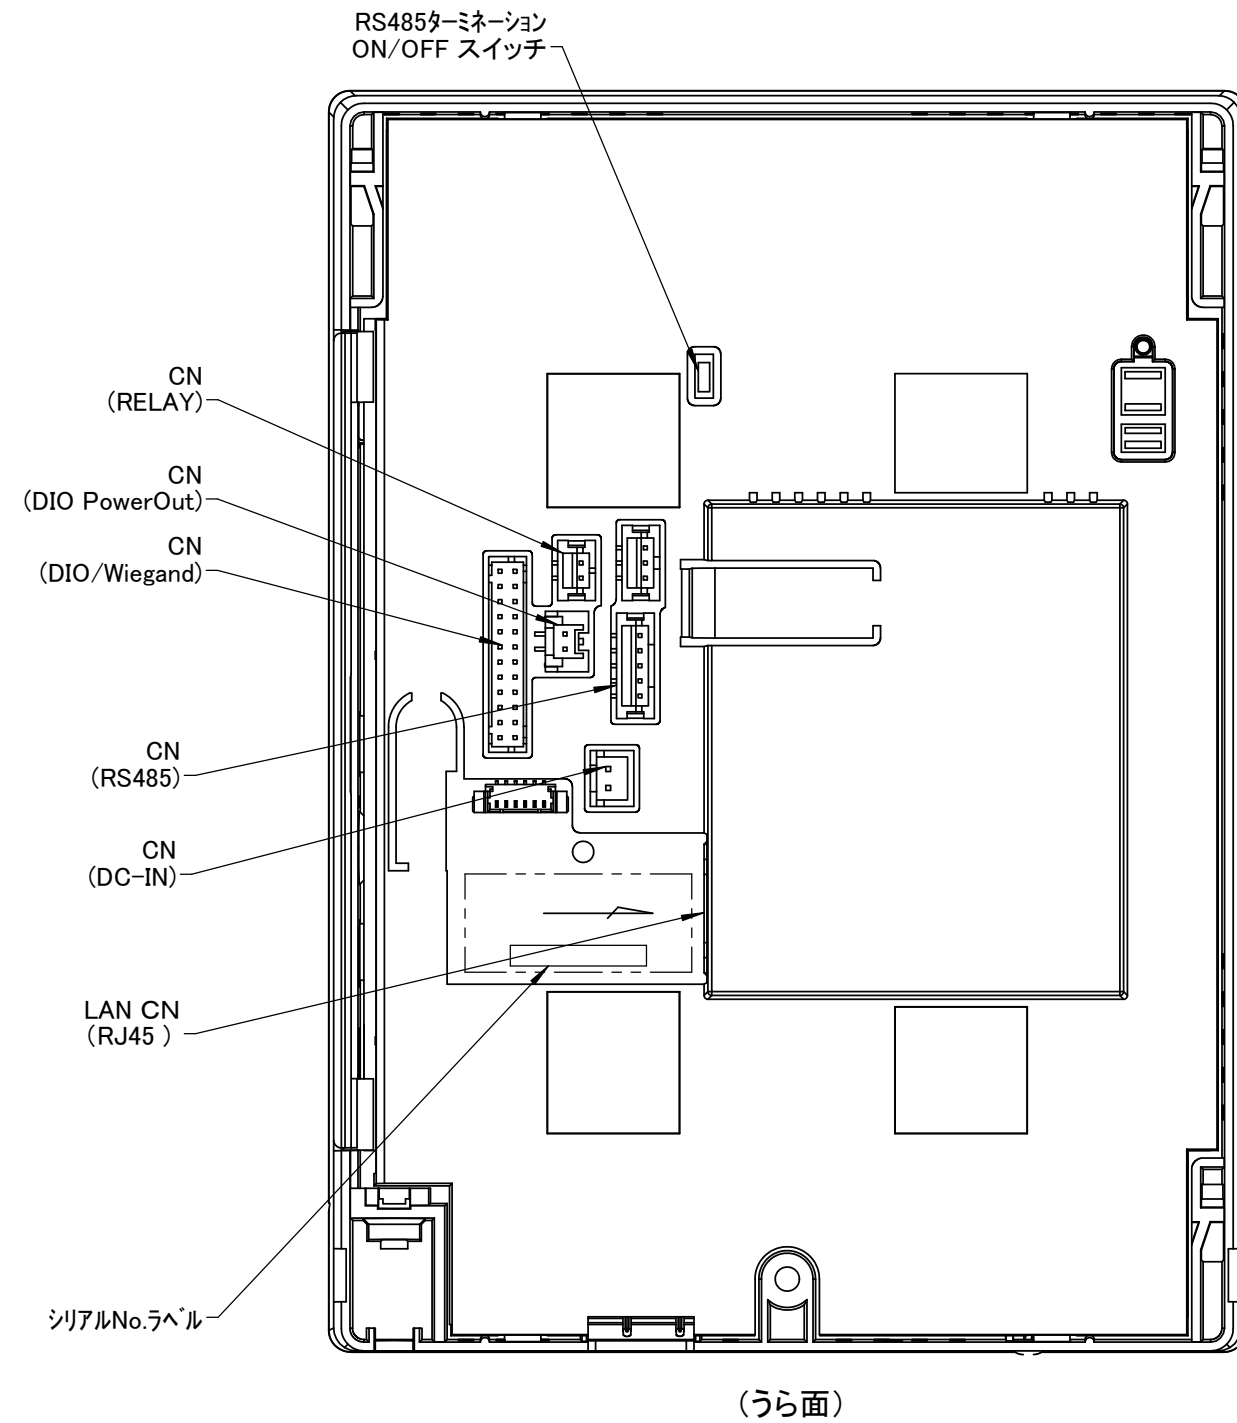 RS485ターミネーション
ON/OFF スイッチ
CN
(RELAY)
CN
(DIO PowerOut)
CN
(DIO/Wiegand)
CN
(RS485)
CN
(DC-IN)
LAN CN
(RJ45 )
シリアルNo.ラベル
(うら面)